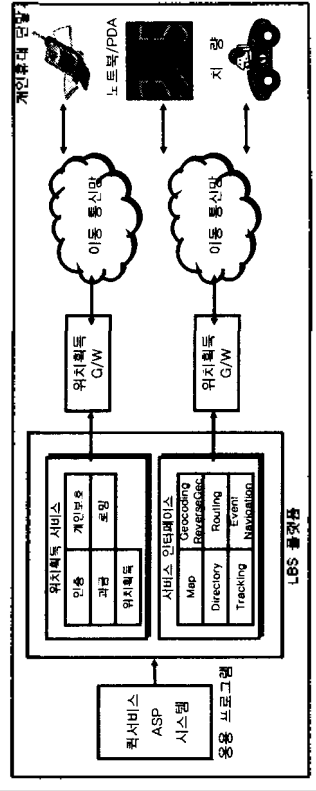 퀵서비스
ASP
시스템
응용 프로그램
위치획득 서비스
인증
개인보호
과금
로밍
위치획득
서비스 인터페이스
Map
Geocoding
ReverseGeo
Directory
Routing
Tracking
Event
Navigation
LBS 플랫폼
위치획득
G/W
위치획득
G/W
이동 통신망
이동 통신망
개인휴대 단말기
노트북/PDA
차 량